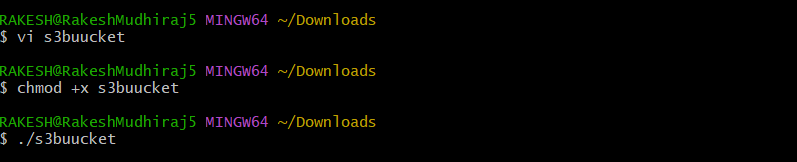 RAKESH@RakeshMudhiraj5 MINGW64 ~/Downloads
$ vi s3buucket
RAKESH@RakeshMudhiraj5 MINGW64 ~/Downloads
$ chmod +x s3buucket
RAKESH@RakeshMudhiraj5 MINGW64 ~/Downloads
$ ./s3buucket